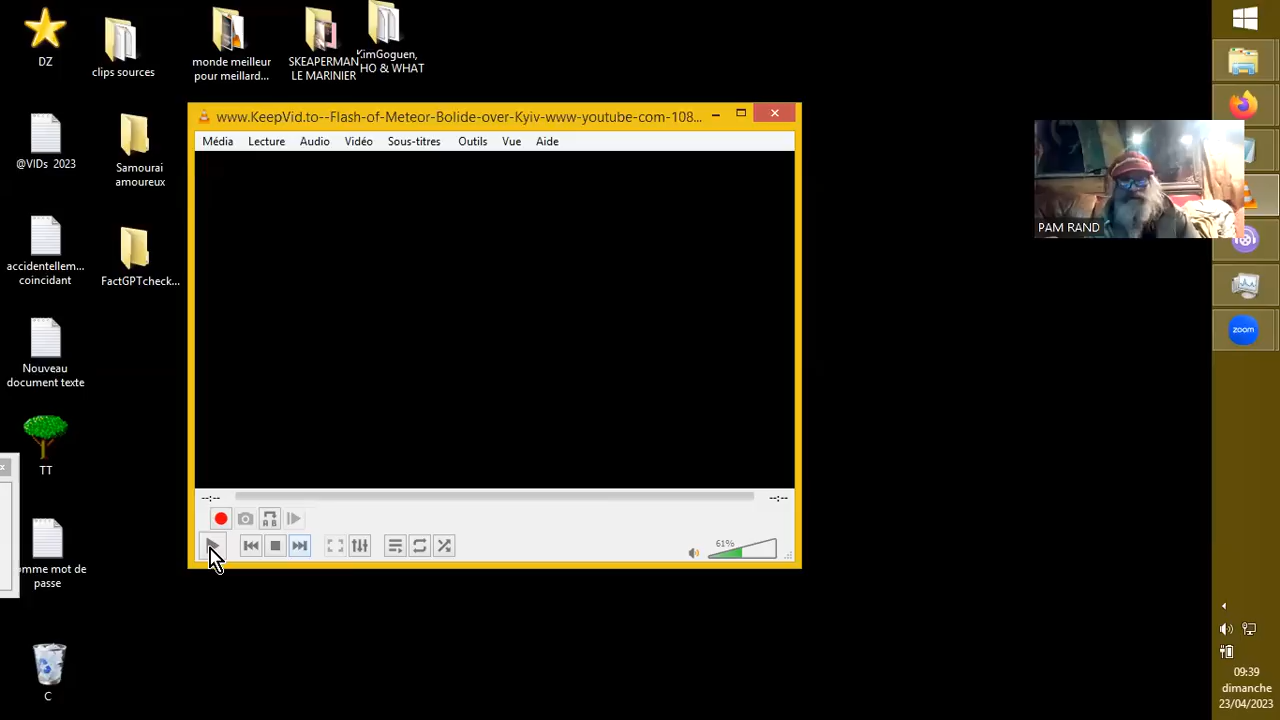 DZ
clips sources
monde meilleur
pour meillard...
SKEAPERMAN
LE MARINIER
KimGoguen,
HO & WHAT
@VIDs 2023
Samourai
amoureux
accidentellem...
coincidant
FactGPTcheck...
Nouveau
document texte
TT
omme mot de
passe
C
www.KeepVid.to--Flash-of-Meteor-Bolide-over-Kyiv-www-youtube-com-108...
Média Lecture Audio Vidéo Sous-titres Outils Vue Aide
--:-- --:--
A B
61%
PAM RAND
zoom
09:39
dimanche
23/04/2023